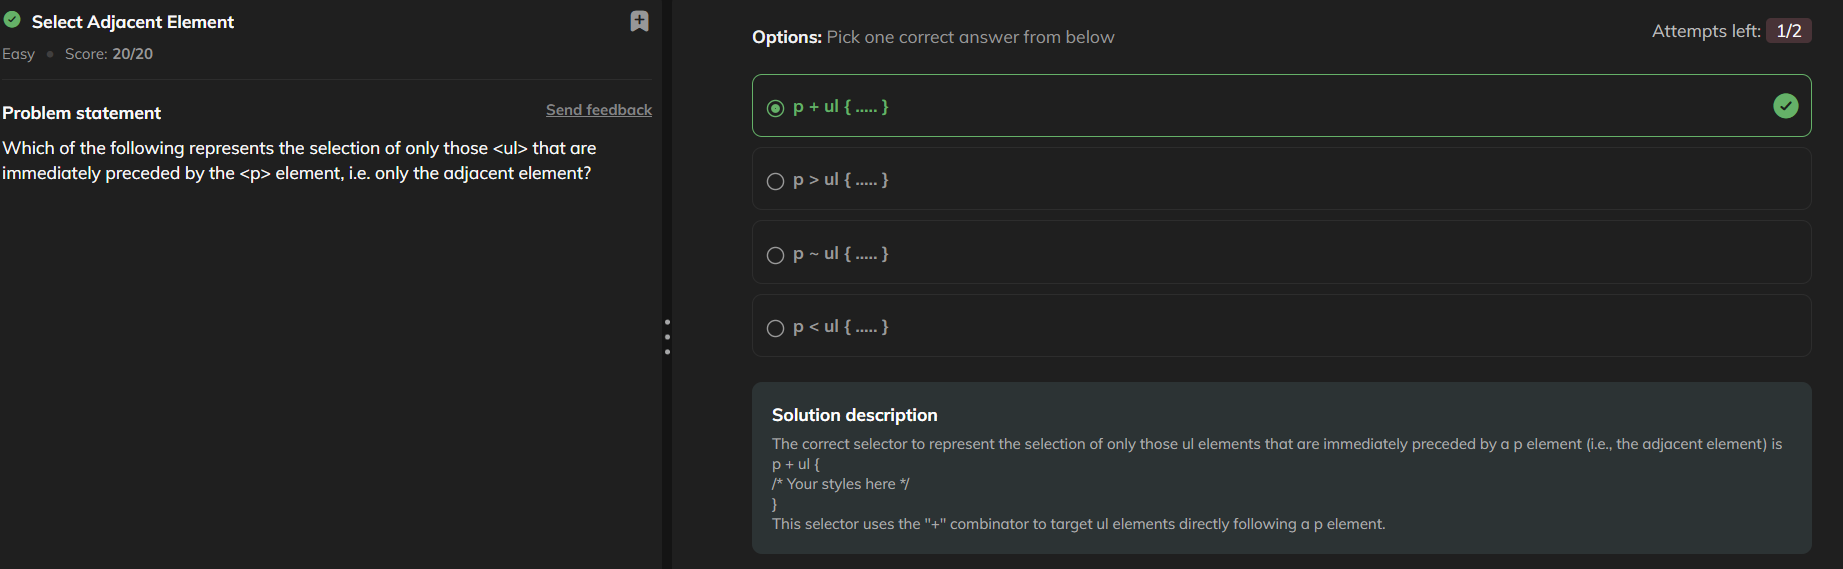 Select Adjacent Element
Easy • Score: 20/20
Problem statement
Send feedback
Which of the following represents the selection of only those <ul> that are
immediately preceded by the <p> element, i.e. only the adjacent element?
Options: Pick one correct answer from below
Attempts left: 1/2
p + ul { ..... }
p > ul { ..... }
p ~ ul { ..... }
p < ul { ..... }
Solution description
The correct selector to represent the selection of only those ul elements that are immediately preceded by a p element (i.e., the adjacent element) is
p + ul {
/* Your styles here */
}
This selector uses the "+" combinator to target ul elements directly following a p element.